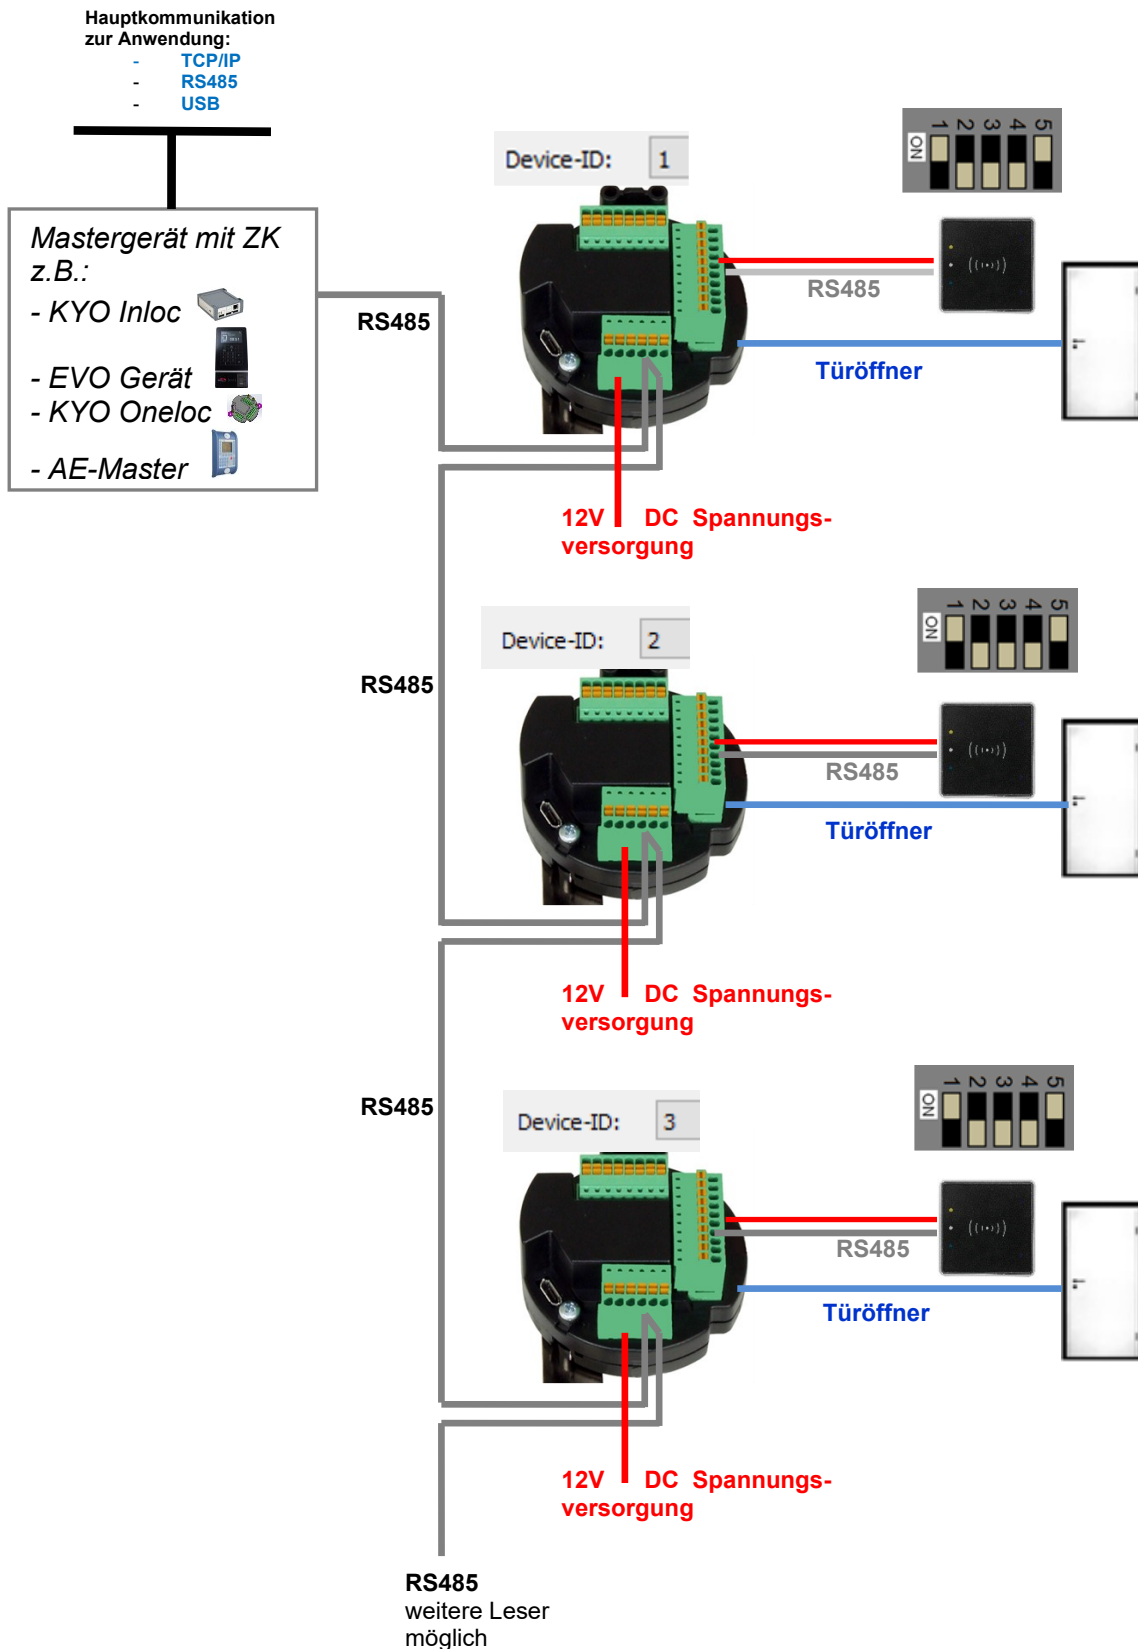 Hauptkommunikation
zur Anwendung:
- TCP/IP
- RS485
- USB
Mastergerät mit ZK
z.B.:
- KYO Inloc
- EVO Gerät
- KYO Oneloc
- AE-Master
RS485
Device-ID: 1
ON
1 2 3 4 5
RS485
Türöffner
12V DC Spannungs-
versorgung
RS485
Device-ID: 2
ON
1 2 3 4 5
RS485
Türöffner
12V DC Spannungs-
versorgung
RS485
Device-ID: 3
ON
1 2 3 4 5
RS485
Türöffner
12V DC Spannungs-
versorgung
RS485
weitere Leser
möglich